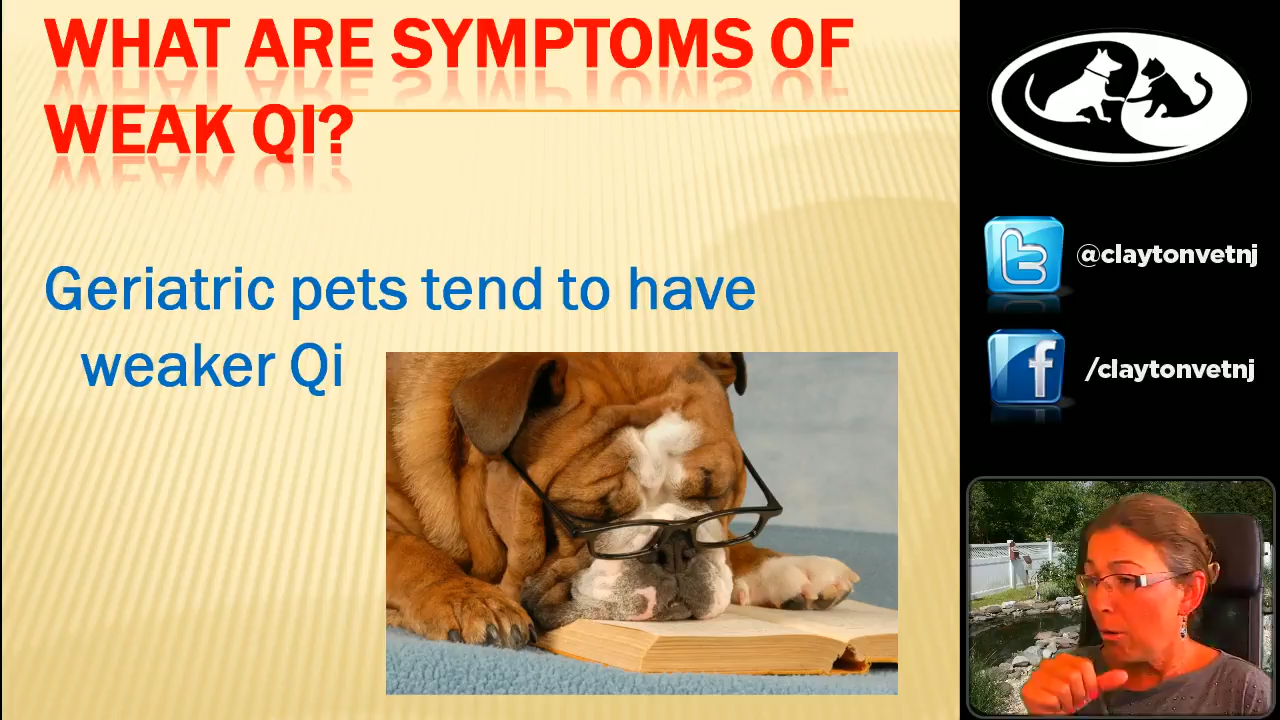 WHAT ARE SYMPTOMS OF
WEAK QI?
Geriatric pets tend to have
weaker Qi
@claytonvetnj
/claytonvetnj